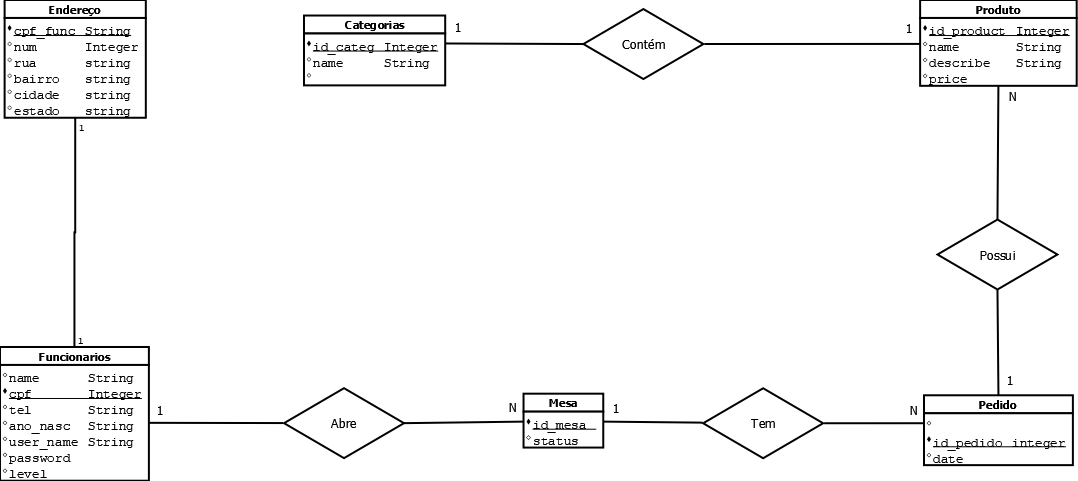 Endereço
cpf_func String
num Integer
rua string
bairro string
cidade string
estado string
1
1
Funcionarios
name String
cpf Integer
tel String
ano_nasc String
user_name String
password
level
Categorias
id_categ Integer
name String
1
Contém
1
Produto
id_product Integer
name String
describe String
price
N
Possui
1
1
Abre
N
Mesa
id_mesa
status
1
Tem
N
Pedido
id_pedido integer
date